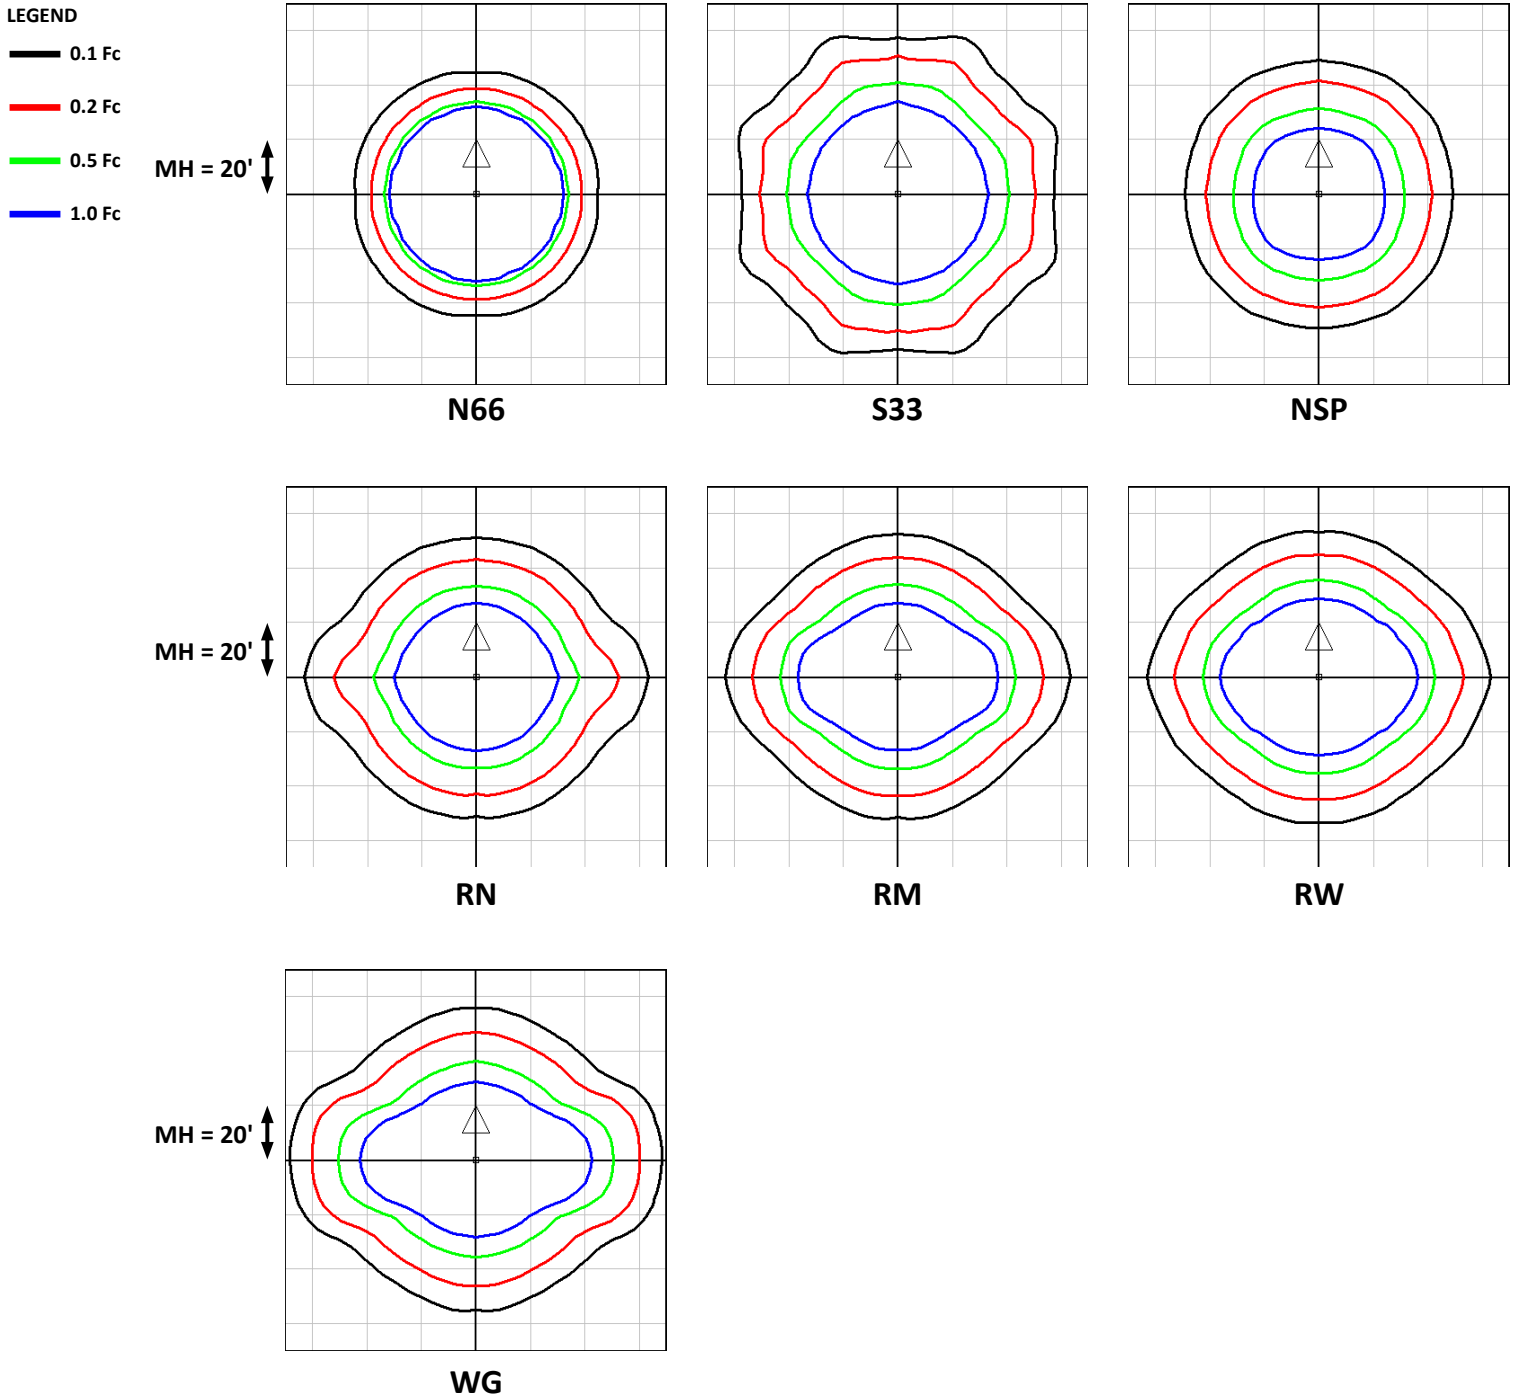 LEGEND
0.1 Fc
0.2 Fc
0.5 Fc
1.0 Fc
MH = 20'
N66
S33
NSP
MH = 20'
RN
RM
RW
MH = 20'
WG